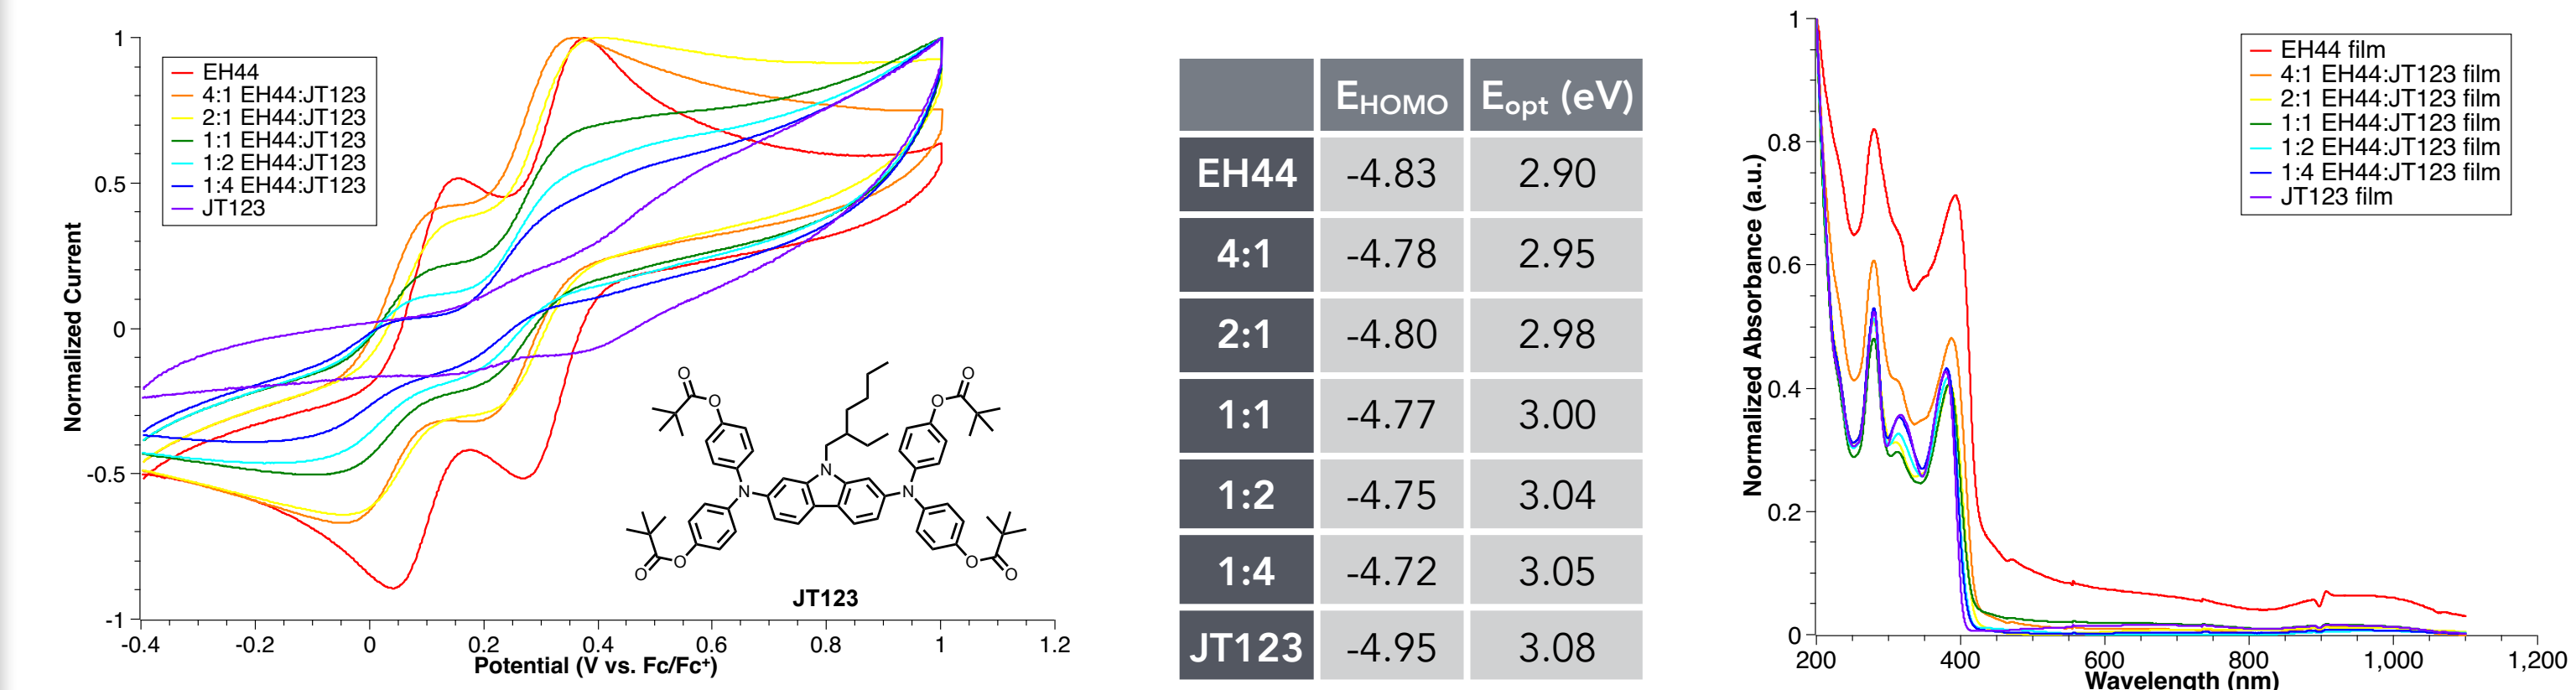 1
0.5
0
-0.5
-1
Normalized Current
EH44
4:1 EH44:JT123
2:1 EH44:JT123
1:1 EH44:JT123
1:2 EH44:JT123
1:4 EH44:JT123
JT123
O
O
O
O
N
N
N
O
O
O
O
JT123
-0.4 -0.2 0 0.2 0.4 0.6 0.8 1 1.2
Potential (V vs. Fc/Fc⁺)
E_HOMO E_opt (eV)
EH44 -4.83 2.90
4:1 -4.78 2.95
2:1 -4.80 2.98
1:1 -4.77 3.00
1:2 -4.75 3.04
1:4 -4.72 3.05
JT123 -4.95 3.08
1
0.8
0.6
0.4
0.2
0
Normalized Absorbance (a.u.)
EH44 film
4:1 EH44:JT123 film
2:1 EH44:JT123 film
1:1 EH44:JT123 film
1:2 EH44:JT123 film
1:4 EH44:JT123 film
JT123 film
200 400 600 800 1,000 1,200
Wavelength (nm)